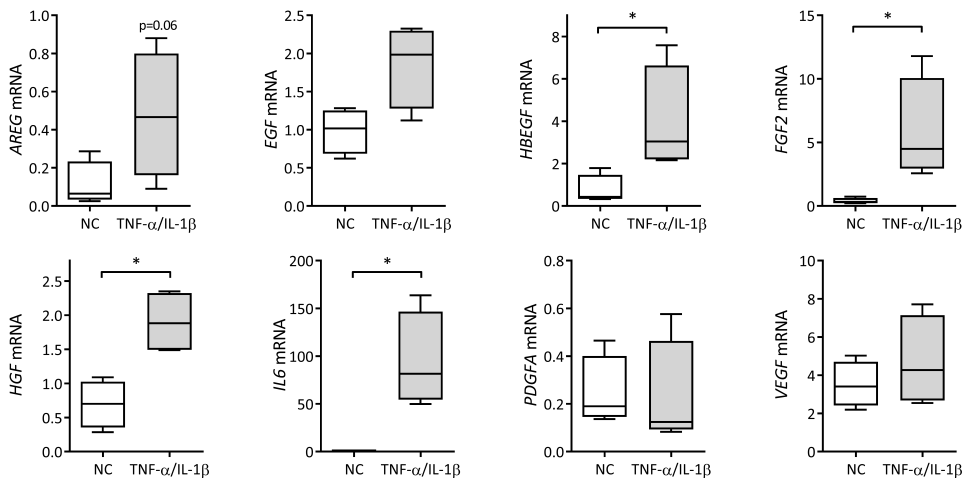 AREG mRNA
1.0
0.8
0.6
0.4
0.2
0.0
p=0.06
NC
TNF-α/IL-1β
EGF mRNA
2.5
2.0
1.5
1.0
0.5
0.0
NC
TNF-α/IL-1β
HBEGF mRNA
8
6
4
2
0
*
NC
TNF-α/IL-1β
FGF2 mRNA
15
10
5
0
*
NC
TNF-α/IL-1β
HGF mRNA
2.5
2.0
1.5
1.0
0.5
0.0
*
NC
TNF-α/IL-1β
IL6 mRNA
200
150
100
50
0
*
NC
TNF-α/IL-1β
PDGFA mRNA
0.8
0.6
0.4
0.2
0.0
NC
TNF-α/IL-1β
VEGF mRNA
10
8
6
4
2
0
NC
TNF-α/IL-1β